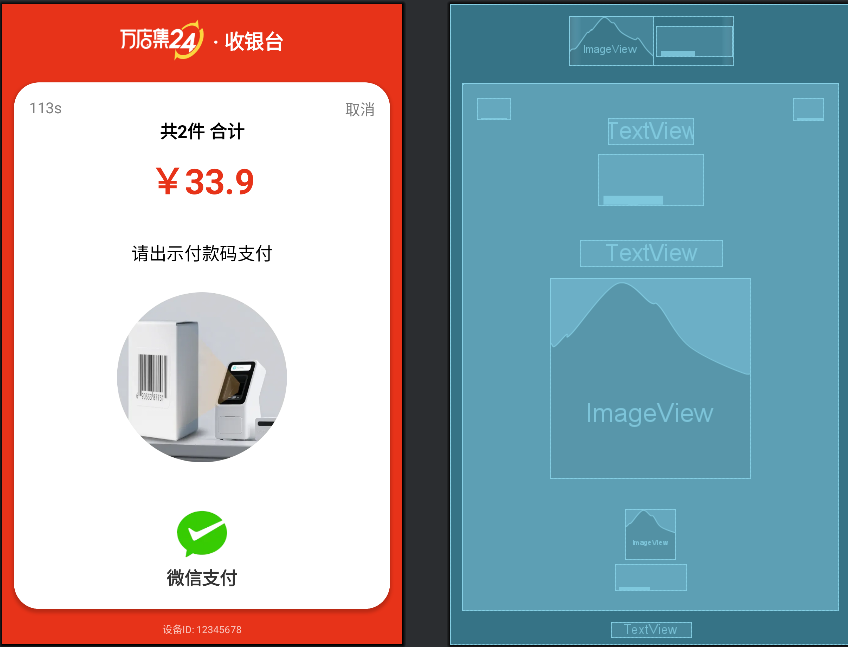 万店集24 · 收银台
113s
取消
共2件 合计
￥33.9
请出示付款码支付
微信支付
设备ID: 12345678
ImageView
TextView
TextView
ImageView
ImageView
TextView